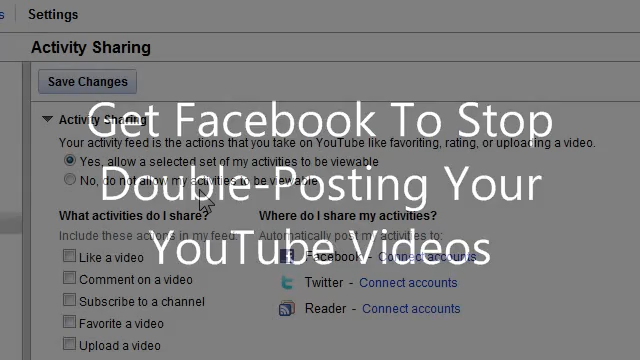 Settings
Activity Sharing
Save Changes
Activity Sharing
Get Facebook To Stop
Your activity feed is the actions that you take on YouTube like favoriting, rating, or uploading a video.
Yes, allow a selected set of my activities to be viewable
No, do not allow my activities to be viewable
Double-Posting Your
What activities do I share?
Where do I share my activities?
Include these actions in my feed.
Automatically post my activities to:
YouTube Videos
Like a video
Facebook - Connect accounts
Comment on a video
Twitter - Connect accounts
Subscribe to a channel
Reader - Connect accounts
Favorite a video
Upload a video